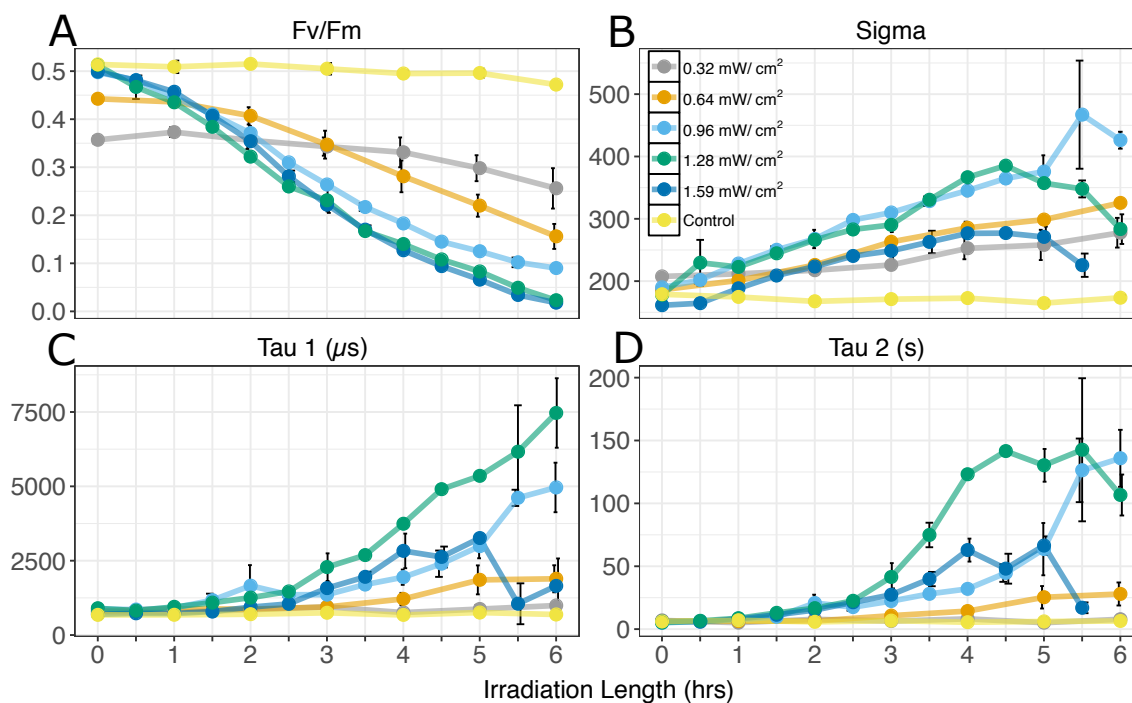 A Fv/Fm
B Sigma
0.5
0.4
0.3
0.2
0.1
0.0
500
400
300
200
0.32 mW/ cm²
0.64 mW/ cm²
0.96 mW/ cm²
1.28 mW/ cm²
1.59 mW/ cm²
Control
C Tau 1 (µs)
D Tau 2 (s)
7500
5000
2500
0
200
150
100
50
0
0 1 2 3 4 5 6
0 1 2 3 4 5 6
Irradiation Length (hrs)